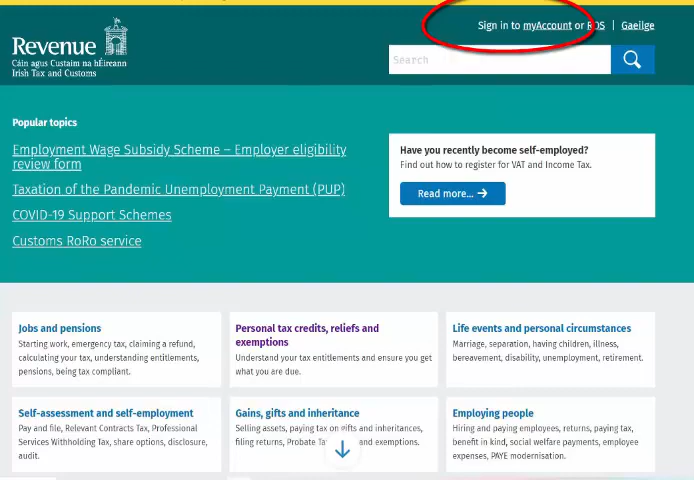 Sign in to myAccount or ROS | Gaeilge
Revenue
Cáin agus Custaim na hÉireann
Irish Tax and Customs
Search
Popular topics
Employment Wage Subsidy Scheme – Employer eligibility
review form
Taxation of the Pandemic Unemployment Payment (PUP)
COVID-19 Support Schemes
Customs RoRo service
Have you recently become self-employed?
Find out how to register for VAT and Income Tax.
Read more...
Jobs and pensions
Starting work, emergency tax, claiming a refund,
calculating your tax, understanding entitlements,
pensions, being tax compliant.
Personal tax credits, reliefs and
exemptions
Understand your tax entitlements and ensure you get
what you are due.
Life events and personal circumstances
Marriage, separation, having children, illness,
bereavement, disability, unemployment, retirement.
Self-assessment and self-employment
Pay and file, Relevant Contracts Tax, Professional
Services Withholding Tax, share options, disclosure,
audit.
Gains, gifts and inheritance
Selling assets, paying tax on gifts and inheritances,
filing returns, Probate and exemptions.
Employing people
Hiring and paying employees, returns, paying tax,
benefit in kind, social welfare payments, employee
expenses, PAYE modernisation.